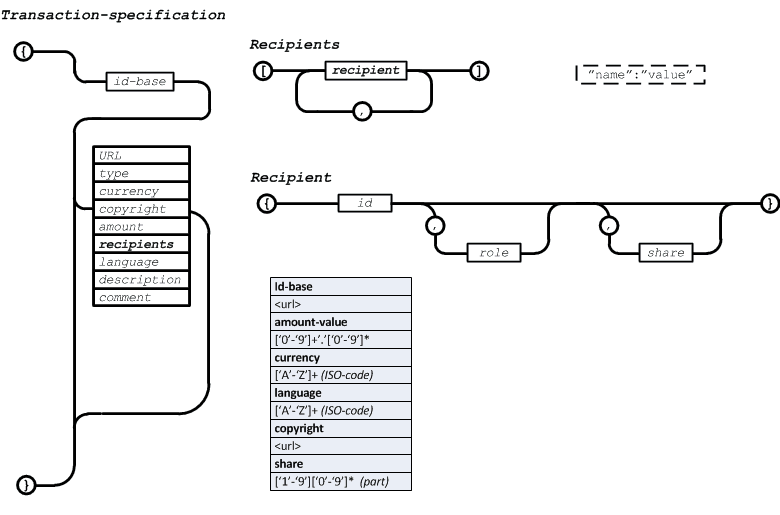 Transaction-specification
{
id-base
URL
type
currency
copyright
amount
recipients
language
description
comment
}
Recipients
[
recipient
,
]
"name":"value"
Recipient
{
id
,
role
,
share
}
Id-base
<url>
amount-value
['0'-'9']+'.'['0'-'9']*
currency
['A'-'Z']+ (ISO-code)
language
['A'-'Z']+ (ISO-code)
copyright
<url>
share
['1'-'9']['0'-'9']* (part)